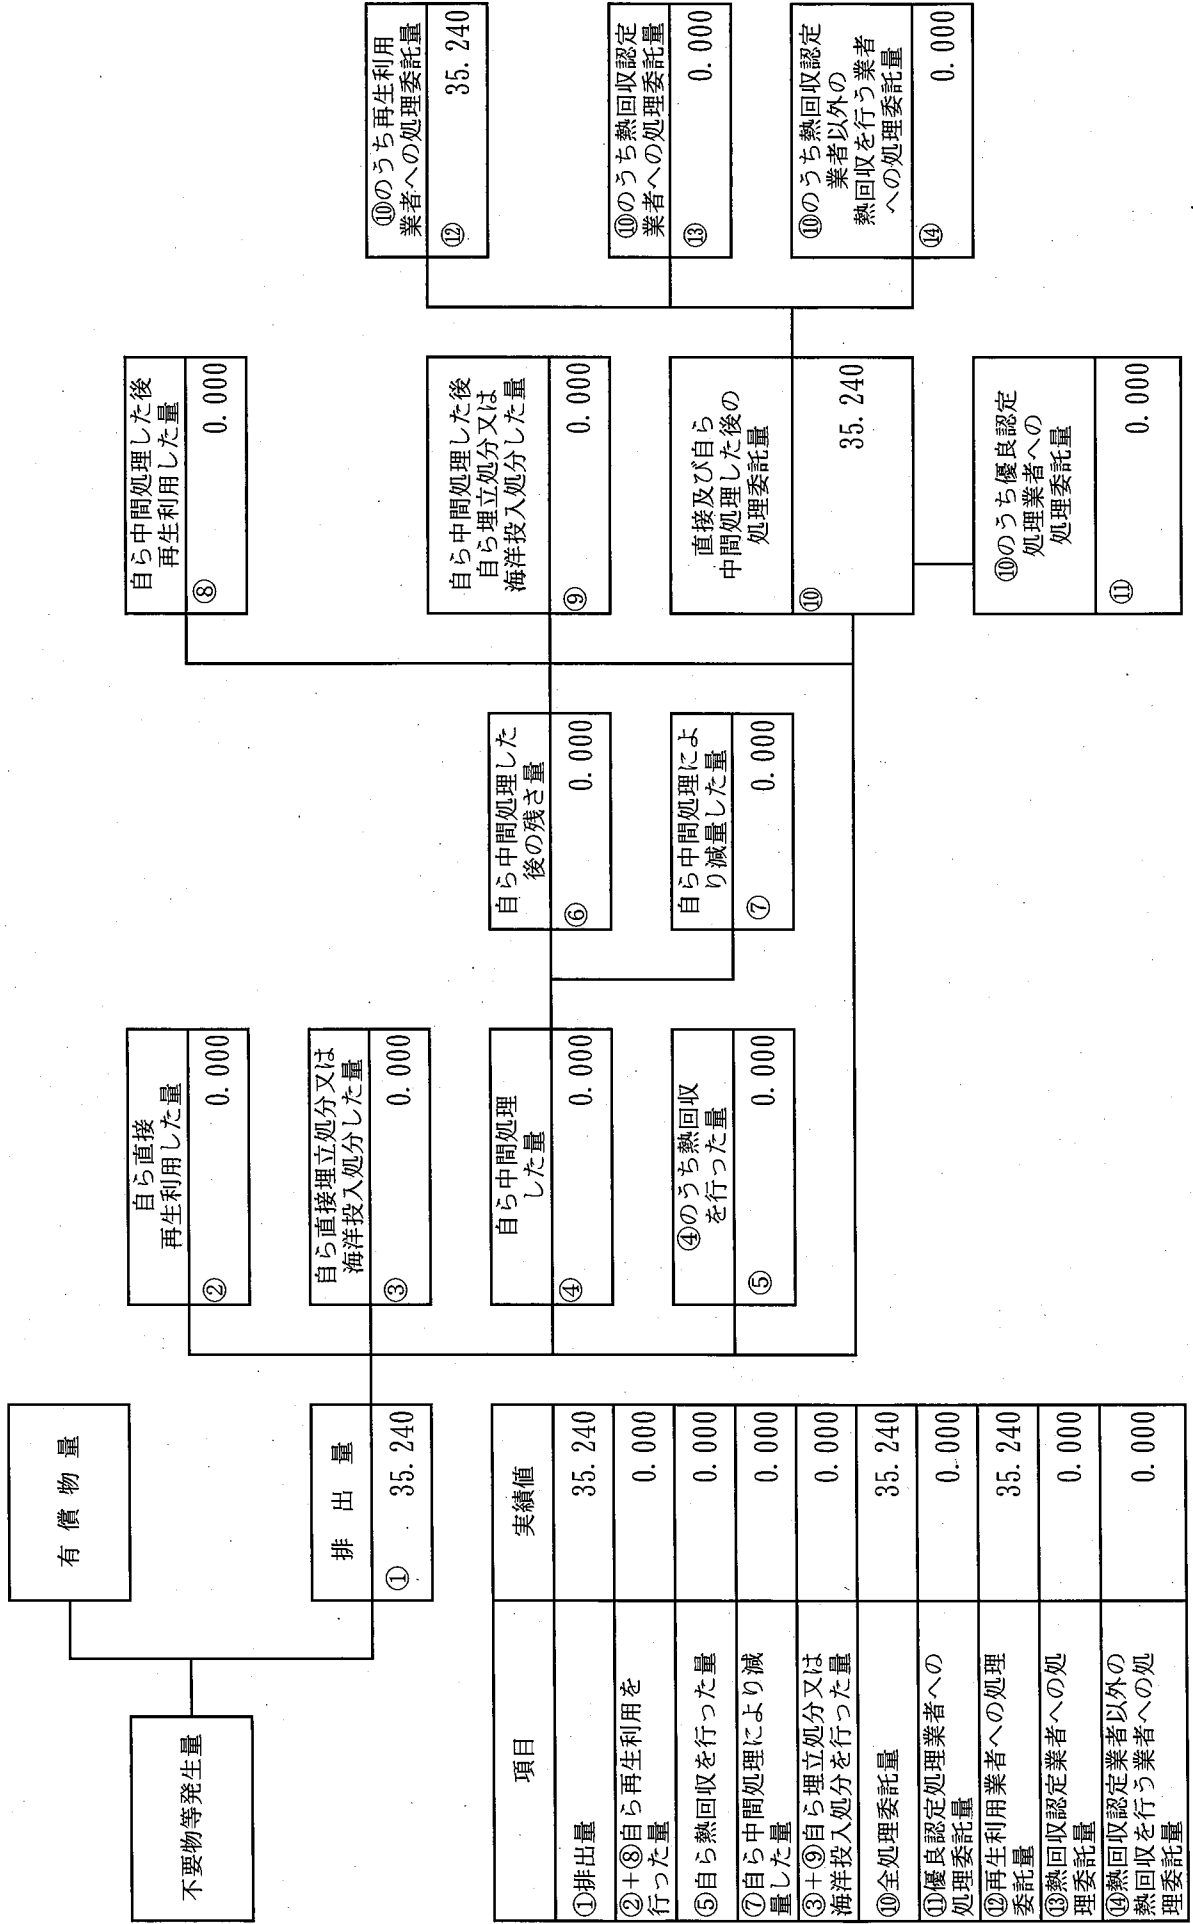 不要物等発生量
有償物量
排出量
① 35.240
自ら直接
再生利用した量
② 0.000
自ら直接埋立処分又は
海洋投入処分した量
③ 0.000
自ら中間処理
した量
④ 0.000
④のうち熱回収
を行った量
⑤ 0.000
自ら中間処理した
後の残さ量
⑥ 0.000
自ら中間処理によ
り減量した量
⑦ 0.000
自ら中間処理した後
再生利用した量
⑧ 0.000
自ら中間処理した後
自ら埋立処分又は
海洋投入処分した量
⑨ 0.000
直接及び自ら
中間処理した後の
処理委託量
⑩ 35.240
⑩のうち優良認定
処理業者への
処理委託量
⑪ 0.000
⑩のうち再生利用
業者への処理委託量
⑫ 35.240
⑩のうち熱回収認定
業者への処理委託量
⑬ 0.000
⑩のうち熱回収認定
業者以外の
熱回収を行う業者
への処理委託量
⑭ 0.000
項目 実績値
①排出量 35.240
②+⑧自ら再生利用を
行った量 0.000
⑤自ら熱回収を行った量 0.000
⑦自ら中間処理により減
量した量 0.000
③+⑨自ら埋立処分又は
海洋投入処分を行った量 0.000
⑩全処理委託量 35.240
⑪優良認定処理業者への
処理委託量 0.000
⑫再生利用業者への処理
委託量 35.240
⑬熱回収認定業者への処
理委託量 0.000
⑭熱回収認定業者以外の
熱回収を行う業者への処
理委託量 0.000